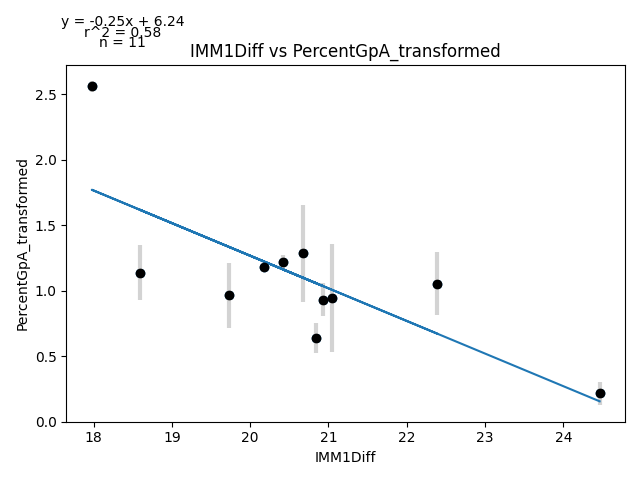 y = -0.25x + 6.24
r^2 = 0.58
n = 11
IMM1Diff vs PercentGpA_transformed
PercentGpA_transformed
2.5
2.0
1.5
1.0
0.5
0.0
18 19 20 21 22 23 24
IMM1Diff